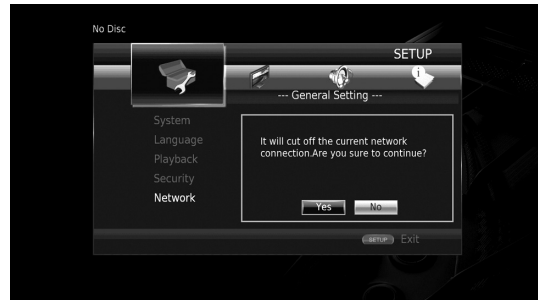 No Disc
SETUP
--- General Setting ---
System
Language
Playback
Security
Network
It will cut off the current network
connection.Are you sure to continue?
Yes No
SETUP Exit